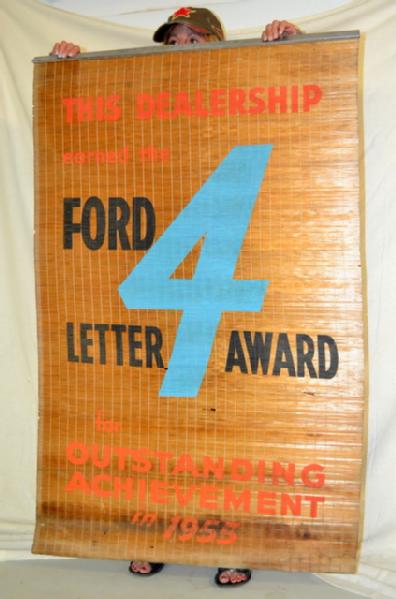 THIS DEALERSHIP
earned the
FORD
4
LETTER AWARD
for
OUTSTANDING
ACHIEVEMENT
in 1953